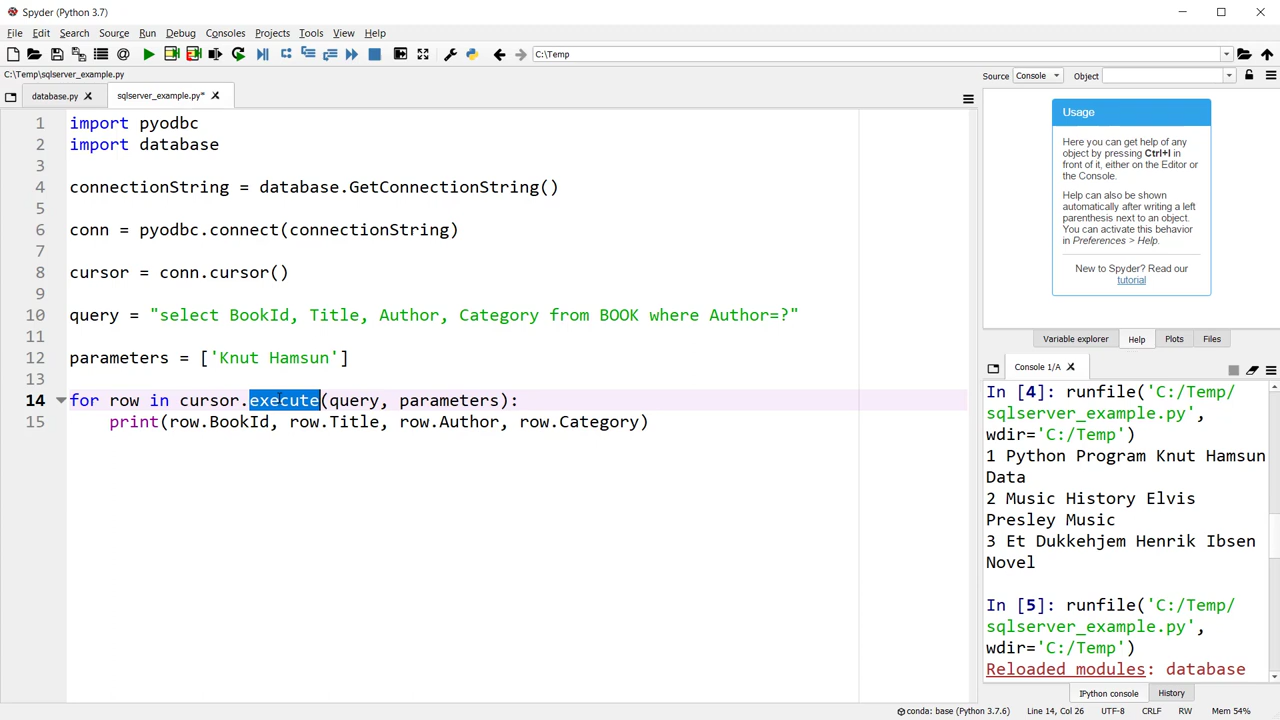 Spyder (Python 3.7)
File Edit Search Source Run Debug Consoles Projects Tools View Help
C:\Temp
C:\Temp\sqlserver_example.py
database.py
sqlserver_example.py*
1 import pyodbc
2 import database
3
4 connectionString = database.GetConnectionString()
5
6 conn = pyodbc.connect(connectionString)
7
8 cursor = conn.cursor()
9
10 query = "select BookId, Title, Author, Category from BOOK where Author=?"
11
12 parameters = ['Knut Hamsun']
13
14 for row in cursor.execute(query, parameters):
15 print(row.BookId, row.Title, row.Author, row.Category)
Source Console Object
Usage
Here you can get help of any
object by pressing Ctrl+I in
front of it, either on the Editor or
the Console.
Help can also be shown
automatically after writing a left
parenthesis next to an object.
You can activate this behavior
in Preferences > Help.
New to Spyder? Read our
tutorial
Variable explorer Help Plots Files
Console 1/A
In [4]: runfile('C:/Temp/
sqlserver_example.py',
wdir='C:/Temp')
1 Python Program Knut Hamsun
Data
2 Music History Elvis
Presley Music
3 Et Dukkehjem Henrik Ibsen
Novel
In [5]: runfile('C:/Temp/
sqlserver_example.py',
wdir='C:/Temp')
Reloaded modules: database
IPython console History
conda: base (Python 3.7.6) Line 14, Col 26 UTF-8 CRLF RW Mem 54%